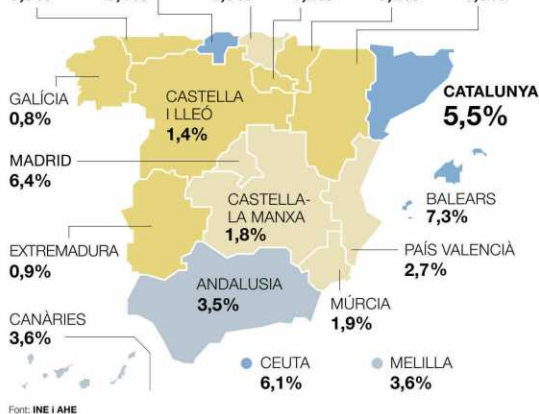 GALÍCIA
0,8%
CASTELLA
I LLEÓ
1,4%
CATALUNYA
5,5%
MADRID
6,4%
CASTELLA-
LA MANXA
1,8%
BALEARS
7,3%
EXTREMADURA
0,9%
PAÍS VALENCIÀ
2,7%
ANDALUSIA
3,5%
MÚRCIA
1,9%
CANÀRIES
3,6%
CEUTA
6,1%
MELILLA
3,6%
Font: INE i AHE